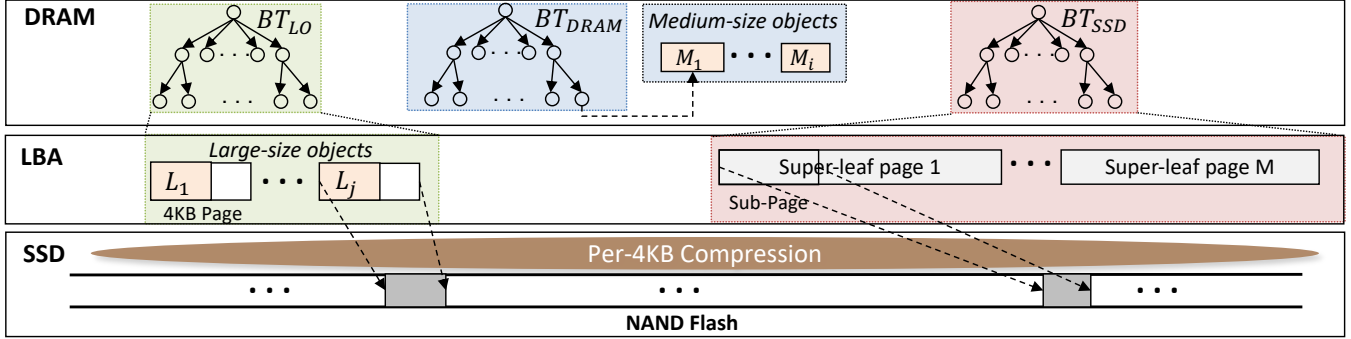 DRAM
BT_LO
BT_DRAM
Medium-size objects
M_1 · · · M_i
BT_SSD
· · ·
· · ·
· · ·
· · ·
· · ·
· · ·
LBA
Large-size objects
L_1 · · · L_j
4KB Page
Super-leaf page 1 · · · Super-leaf page M
Sub-Page
SSD
Per-4KB Compression
· · · · · · · · ·
NAND Flash